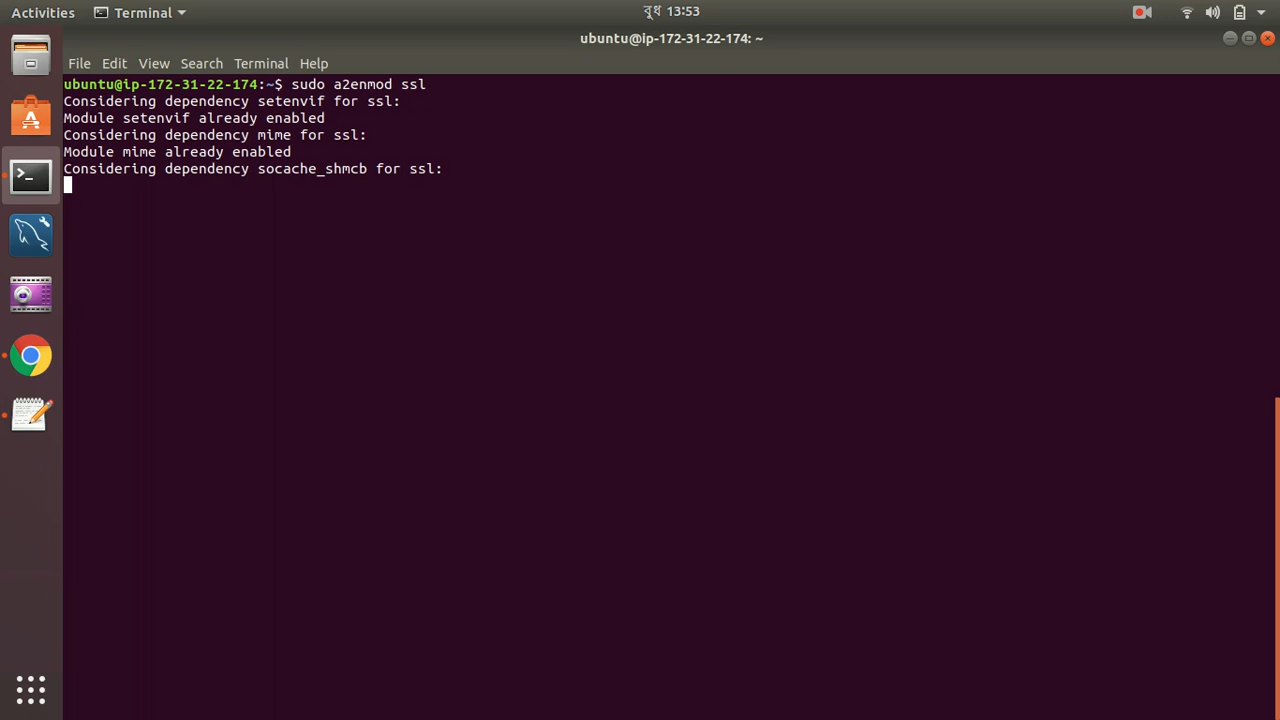 Activities
Terminal
বুধ 13:53
ubuntu@ip-172-31-22-174: ~
File Edit View Search Terminal Help
ubuntu@ip-172-31-22-174:~$ sudo a2enmod ssl
Considering dependency setenvif for ssl:
Module setenvif already enabled
Considering dependency mime for ssl:
Module mime already enabled
Considering dependency socache_shmcb for ssl: